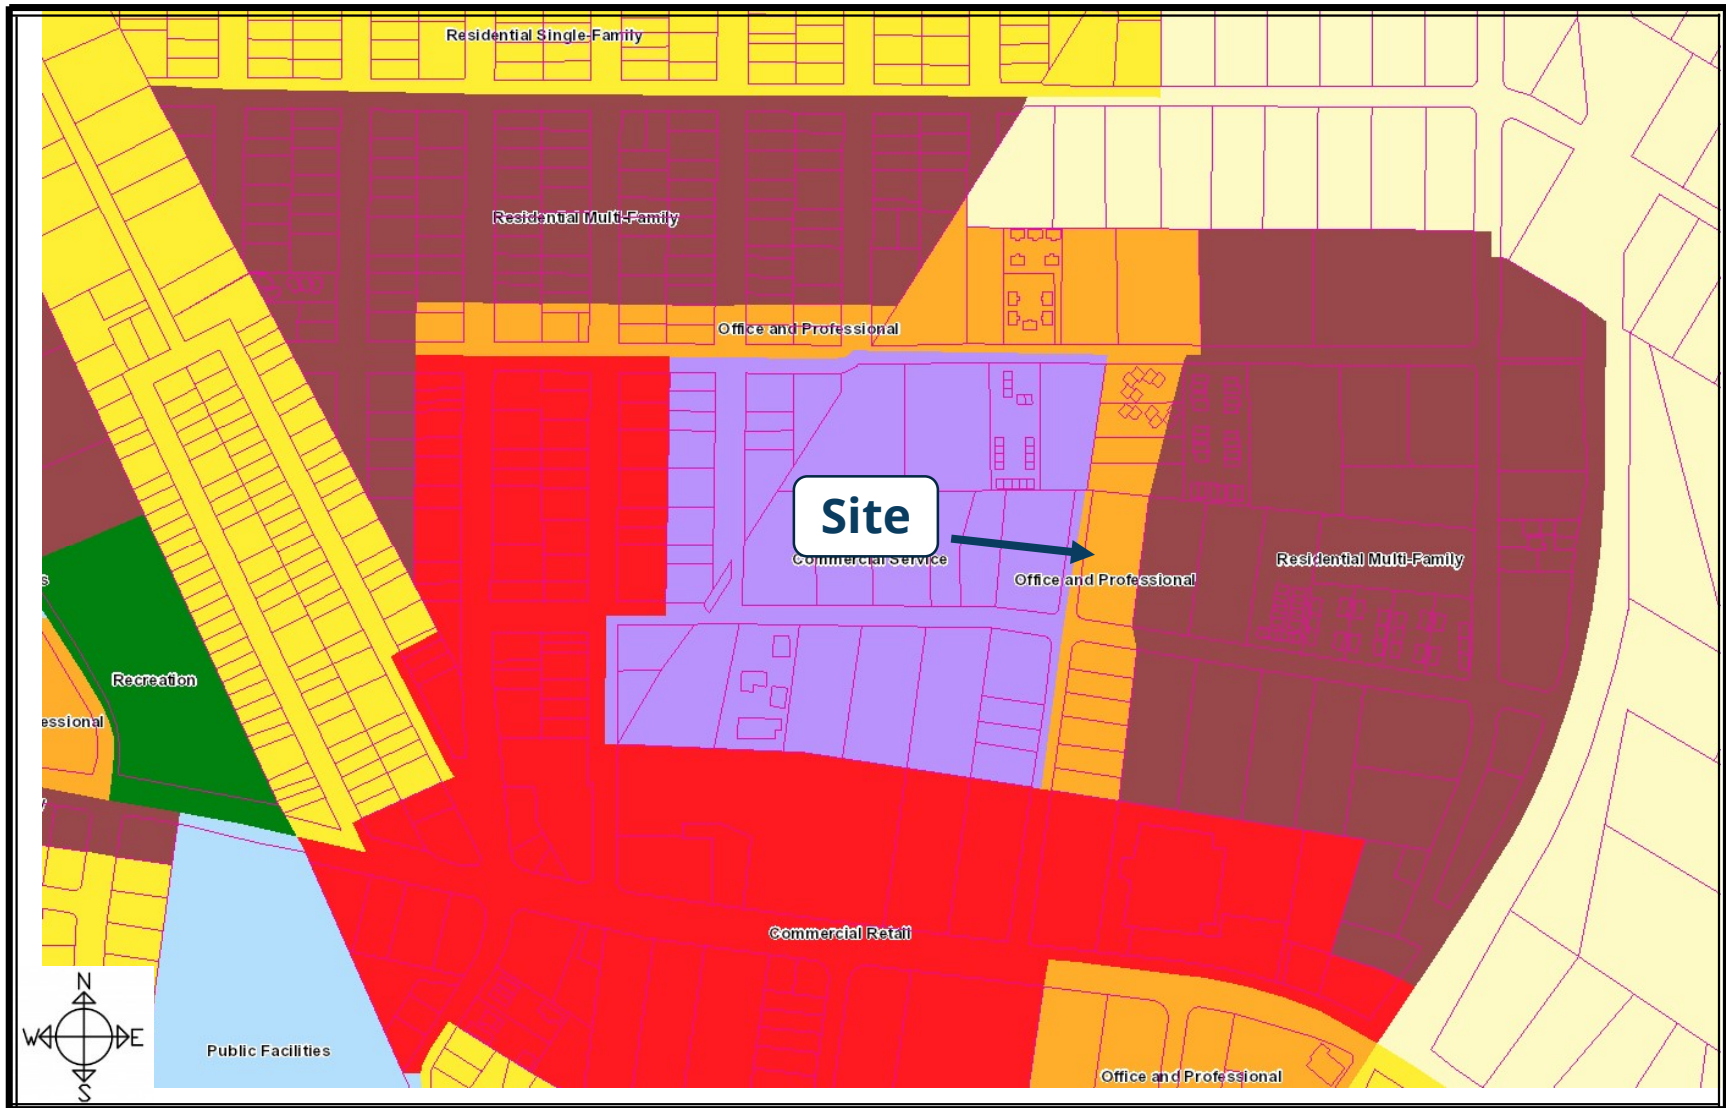 Residential Single-Family
Residential Multi-Family
Office and Professional
Site
Commercial Service
Office and Professional
Residential Multi-Family
s
Recreation
essional
Commercial Retail
N
W E
S
Public Facilities
Office and Professional